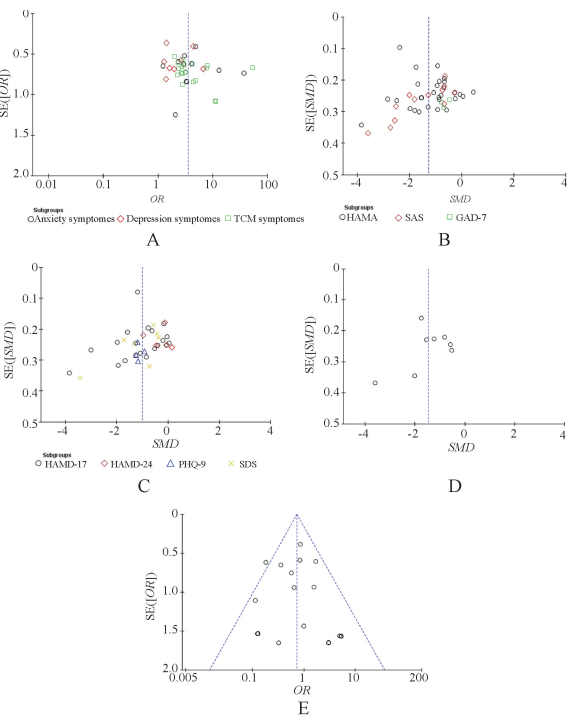 0
0.5
1.0
1.5
2.0
SE([OR])
0.01 0.1 1 10 100
OR
Subgroups
Anxiety symptomes Depression symptomes TCM symptomes
A
0
0.1
0.2
0.3
0.4
0.5
SE([SMD])
-4 -2 0 2 4
SMD
Subgroups
HAMA SAS GAD-7
B
0
0.1
0.2
0.3
0.4
0.5
SE([SMD])
-4 -2 0 2 4
SMD
Subgroups
HAMD-17 HAMD-24 PHQ-9 SDS
C
0
0.1
0.2
0.3
0.4
0.5
SE([SMD])
-4 -2 0 2 4
SMD
D
0
0.5
1.0
1.5
2.0
SE([OR])
0.005 0.1 1 10 200
OR
E